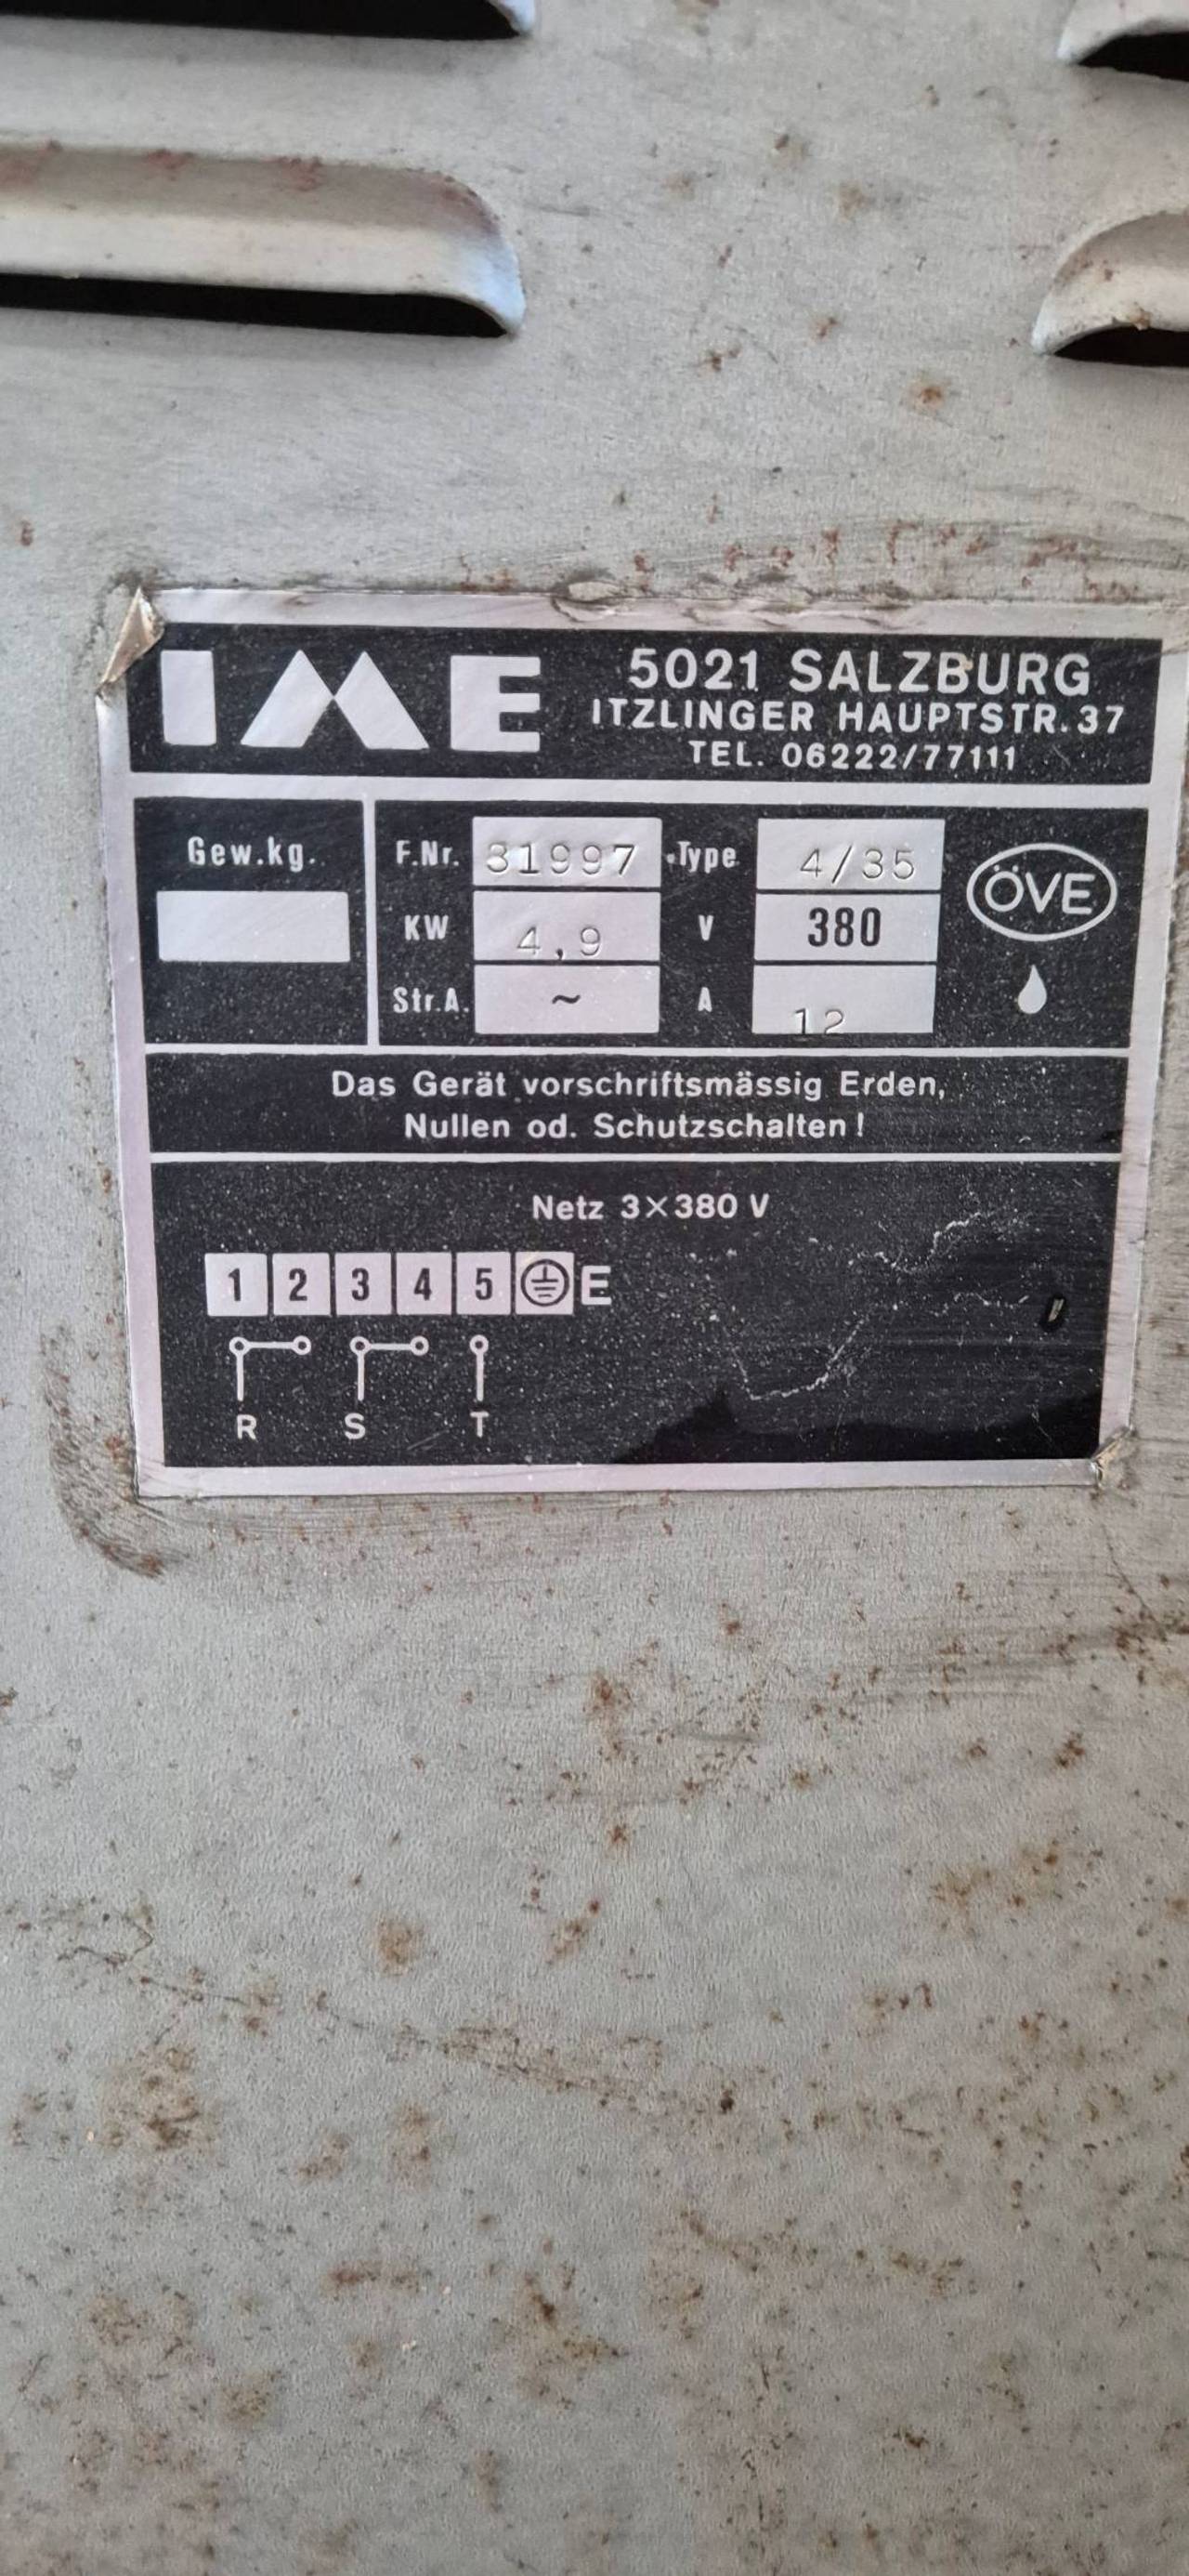 IME
5021 SALZBURG
ITZLINGER HAUPTSTR. 37
TEL. 06222/77111
Gew.kg.
F.Nr. 31997 Type 4/35
KW 4,9 V 380
Str.A. ~ A 12
ÖVE
Das Gerät vorschriftsmässig Erden,
Nullen od. Schutzschalten!
Netz 3×380 V
1 2 3 4 5 E
R S T